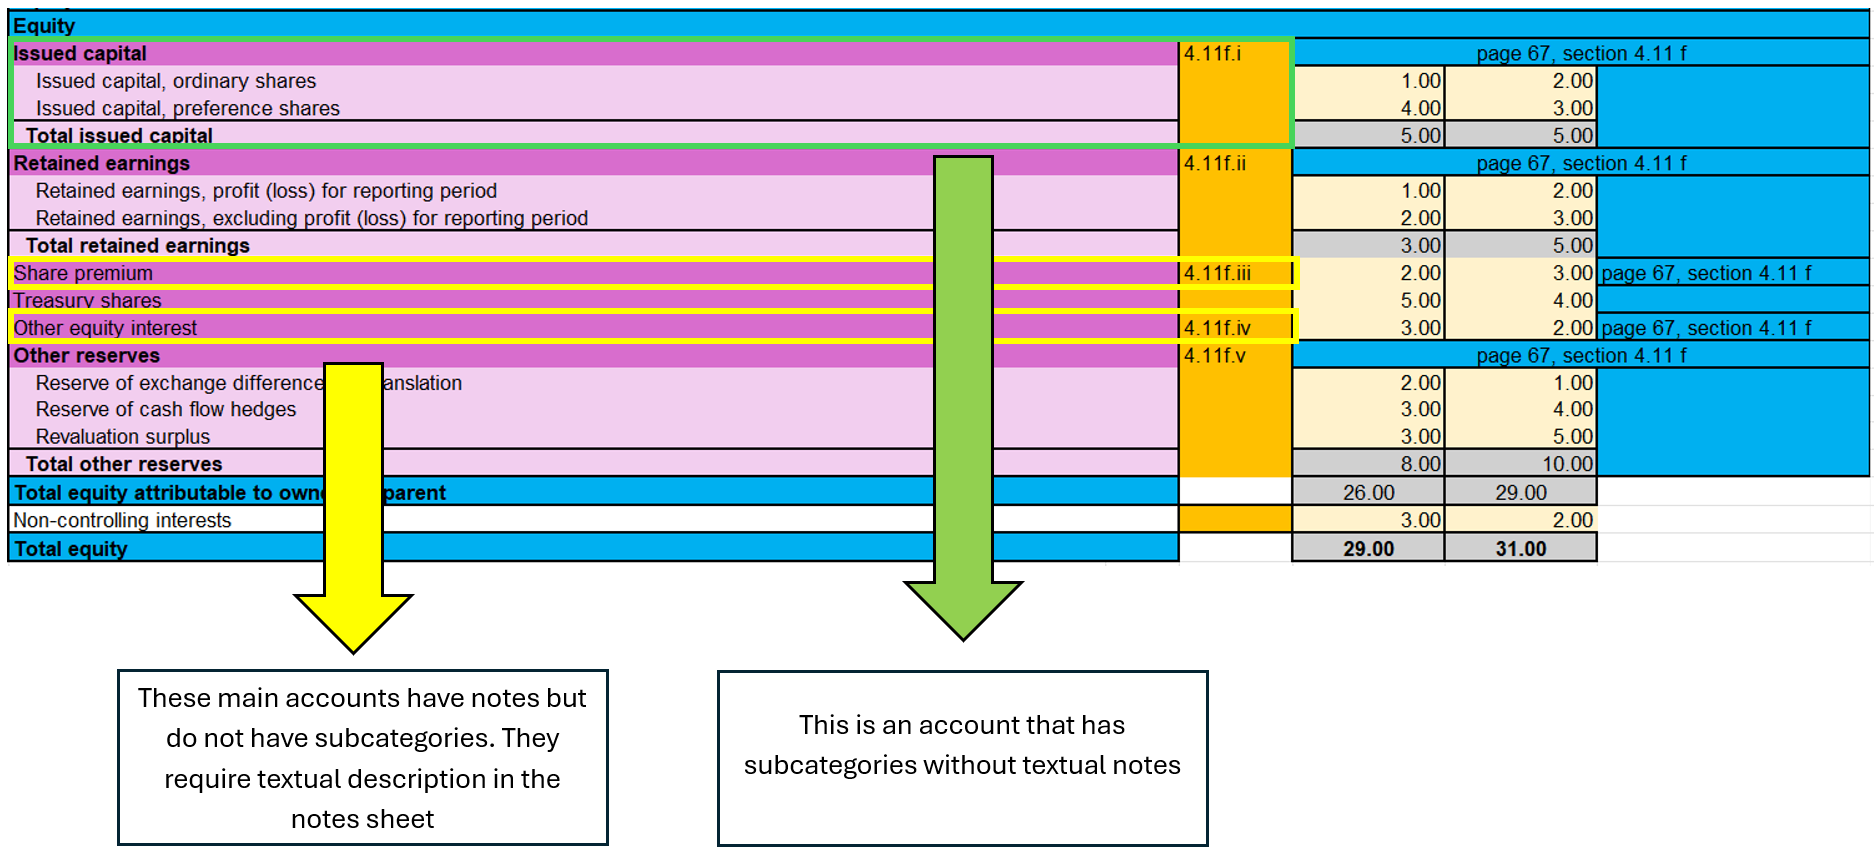 Equity
Issued capital 4.11f.i page 67, section 4.11 f
Issued capital, ordinary shares 1.00 2.00
Issued capital, preference shares 4.00 3.00
Total issued capital 5.00 5.00
Retained earnings 4.11f.ii page 67, section 4.11 f
Retained earnings, profit (loss) for reporting period 1.00 2.00
Retained earnings, excluding profit (loss) for reporting period 2.00 3.00
Total retained earnings 3.00 5.00
Share premium 4.11f.iii 2.00 3.00 page 67, section 4.11 f
Treasury shares 5.00 4.00
Other equity interest 4.11f.iv 3.00 2.00 page 67, section 4.11 f
Other reserves 4.11f.v page 67, section 4.11 f
Reserve of exchange difference anslation 2.00 1.00
Reserve of cash flow hedges 3.00 4.00
Revaluation surplus 3.00 5.00
Total other reserves 8.00 10.00
Total equity attributable to own parent 26.00 29.00
Non-controlling interests 3.00 2.00
Total equity 29.00 31.00
These main accounts have notes but
do not have subcategories. They
require textual description in the
notes sheet
This is an account that has
subcategories without textual notes